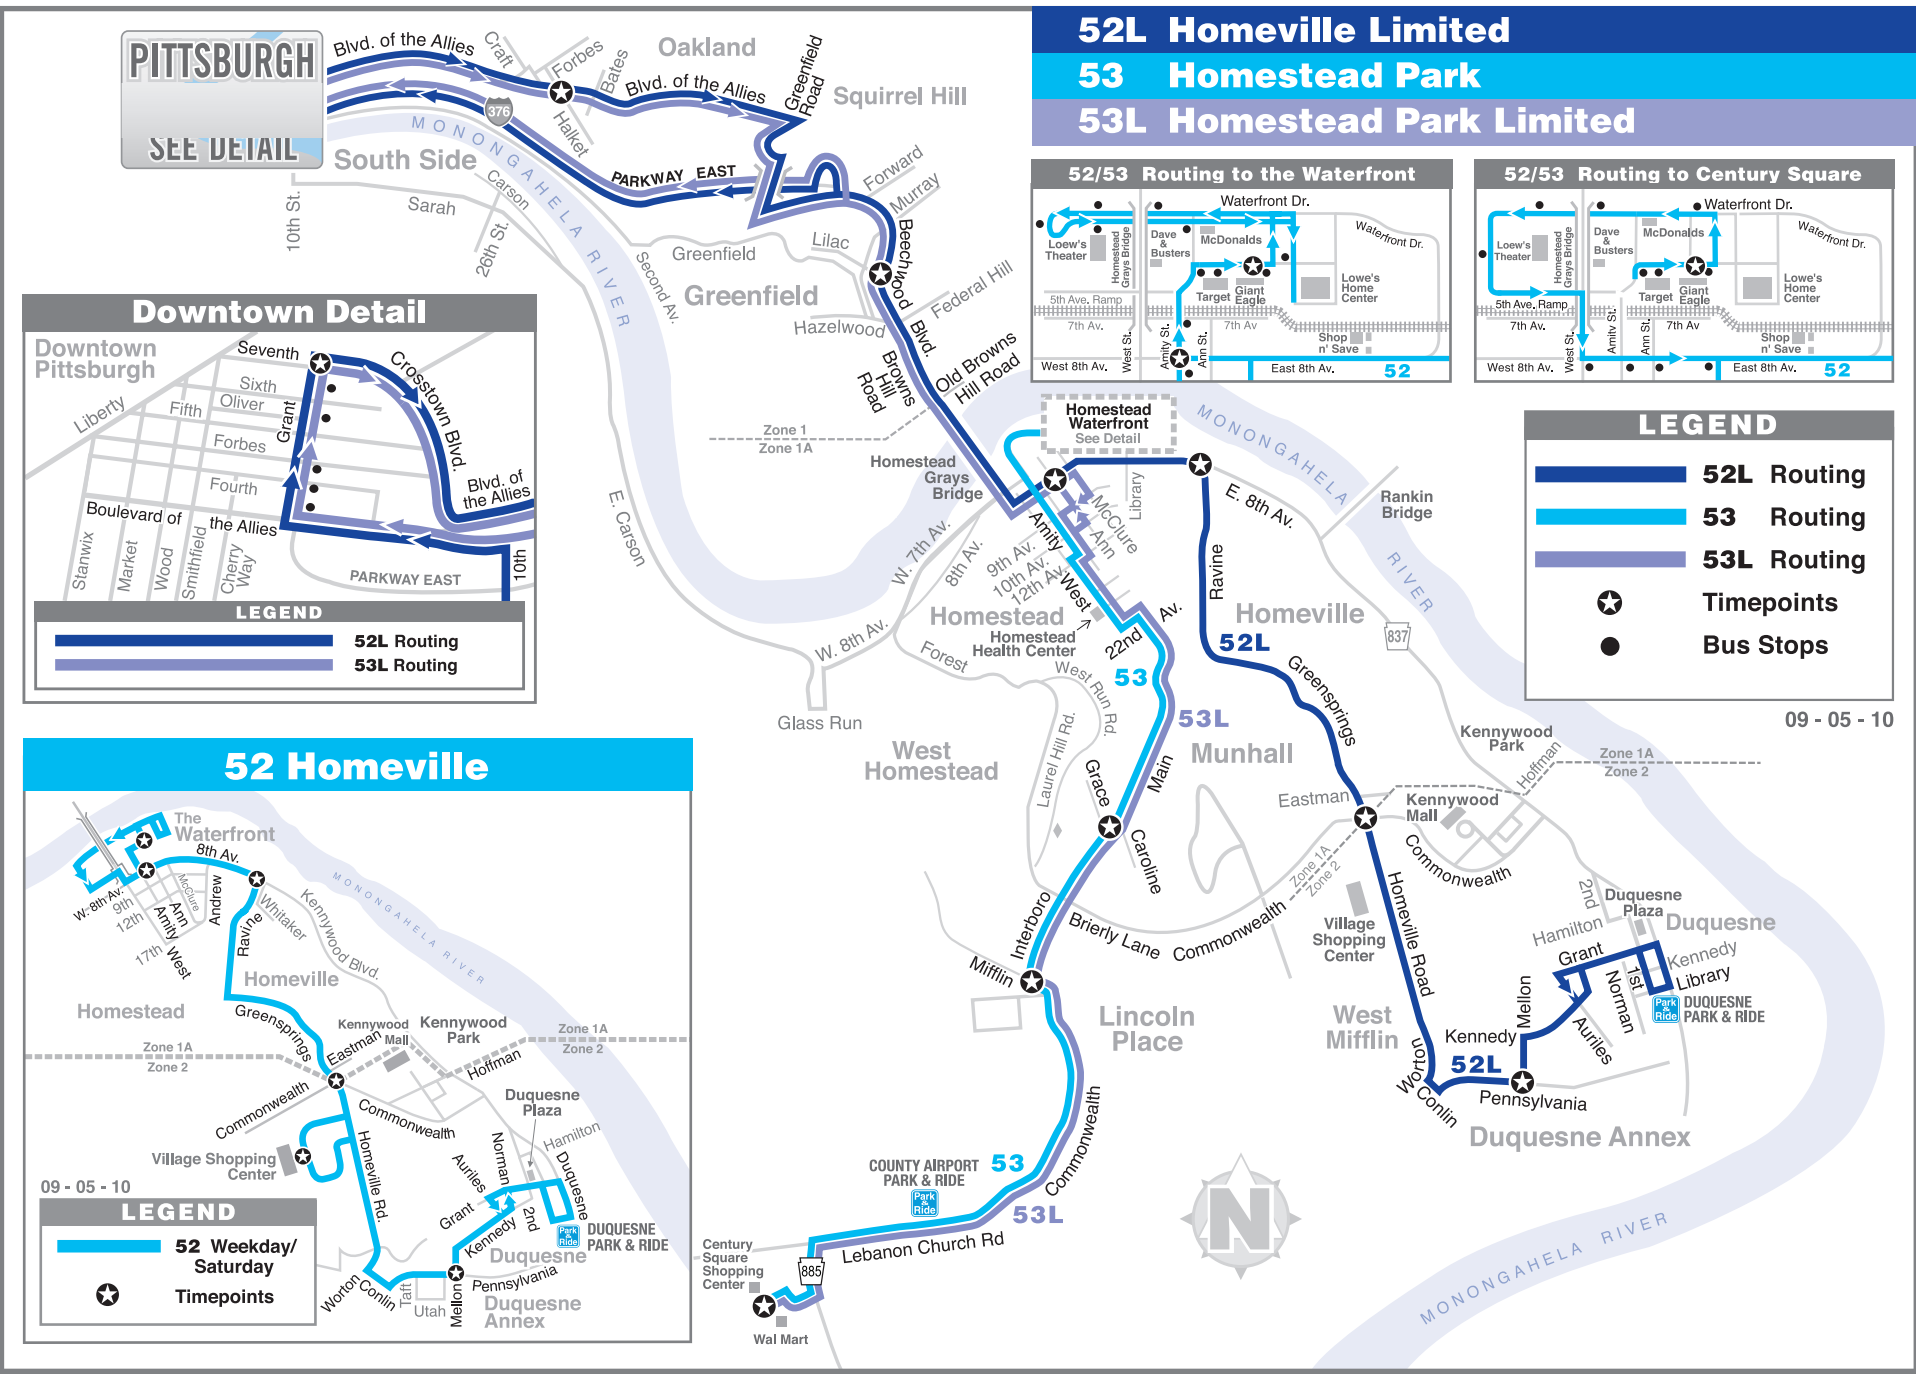 52L Homeville Limited
53 Homestead Park
53L Homestead Park Limited
PITTSBURGH
SEE DETAIL
Blvd. of the Allies
Craft
Forbes
Bates
Oakland
Blvd. of the Allies
Greenfield
Road
Squirrel Hill
376
Halket
MONONGAHELA RIVER
South Side
PARKWAY EAST
Forward
Murray
10th St.
Sarah
Carson
26th St.
Second Av.
Greenfield
Lilac
Beechwood
Blvd.
Greenfield
Federal Hill
Hazelwood
Browns
Hill
Road
Old Browns
Hill Road
Zone 1
Zone 1A
Homestead
Grays
Bridge
E. Carson
52/53 Routing to the Waterfront
Waterfront Dr.
Loew's
Theater
Homestead
Grays Bridge
Dave
&
Busters
McDonalds
Waterfront Dr.
Target
Giant
Eagle
Lowe's
Home
Center
5th Ave. Ramp
7th Av.
West St.
Amity St.
Ann St.
7th Av
Shop
n' Save
West 8th Av.
East 8th Av.
52
52/53 Routing to Century Square
Waterfront Dr.
Loew's
Theater
Homestead
Grays Bridge
Dave
&
Busters
McDonalds
Waterfront Dr.
Target
Giant
Eagle
Lowe's
Home
Center
5th Ave. Ramp
7th Av.
West St.
Amity St.
Ann St.
7th Av
Shop
n' Save
West 8th Av.
East 8th Av.
52
LEGEND
52L Routing
53 Routing
53L Routing
Timepoints
Bus Stops
09 - 05 - 10
Downtown Detail
Downtown
Pittsburgh
Seventh
Sixth
Oliver
Fifth
Liberty
Grant
Forbes
Fourth
Crosstown Blvd.
Blvd. of
the Allies
Boulevard of
the Allies
Stanwix
Market
Wood
Smithfield
Cherry
Way
PARKWAY EAST
10th
LEGEND
52L Routing
53L Routing
Homestead
Waterfront
See Detail
MONONGAHELA
RIVER
Library
E. 8th Av.
Rankin
Bridge
McClure
Ann
Amity
W. 7th Av.
8th Av.
9th Av.
10th Av.
12th Av.
West
Ravine
Homestead
Homestead
Health Center
22nd
Av.
Homeville
837
52L
W. 8th Av.
Forest
West Run Rd.
53
53L
Greensprings
Glass Run
West
Homestead
Laurel Hill Rd.
Grace
Main
Munhall
Kennywood
Park
Hoffman
Zone 1A
Zone 2
Eastman
Kennywood
Mall
Commonwealth
Caroline
Zone 1A
Zone 2
Interboro
Brierly Lane
Commonwealth
Village
Shopping
Center
Homeville Road
2nd
Duquesne
Plaza
Duquesne
Hamilton
Grant
Kennedy
Library
1st
Norman
Park
&
Ride
DUQUESNE
PARK & RIDE
Mifflin
Lincoln
Place
West
Mifflin
Mellon
Kennedy
Auriles
Worton
Conlin
52L
Pennsylvania
Duquesne Annex
Commonwealth
COUNTY AIRPORT
PARK & RIDE
Park
&
Ride
53
53L
N
Lebanon Church Rd
Century
Square
Shopping
Center
885
Wal Mart
MONONGAHELA RIVER
52 Homeville
The
Waterfront
8th Av.
W. 8th Av.
9th
12th
17th
McClure
Ann
Amity
West
Andrew
Ravine
Whitaker
Kennywood Blvd.
MONONGAHELA RIVER
Homeville
Homestead
Greensprings
Kennywood
Mall
Kennywood
Park
Zone 1A
Zone 2
Eastman
Hoffman
Zone 1A
Zone 2
Commonwealth
Commonwealth
Duquesne
Plaza
Village Shopping
Center
Homeville Rd.
Norman
Hamilton
Auriles
Duquesne
Grant
2nd
Kennedy
Park
&
Ride
DUQUESNE
PARK & RIDE
Duquesne
Pennsylvania
Worton
Conlin
Taft
Utah
Mellon
Duquesne
Annex
09 - 05 - 10
LEGEND
52 Weekday/
Saturday
Timepoints